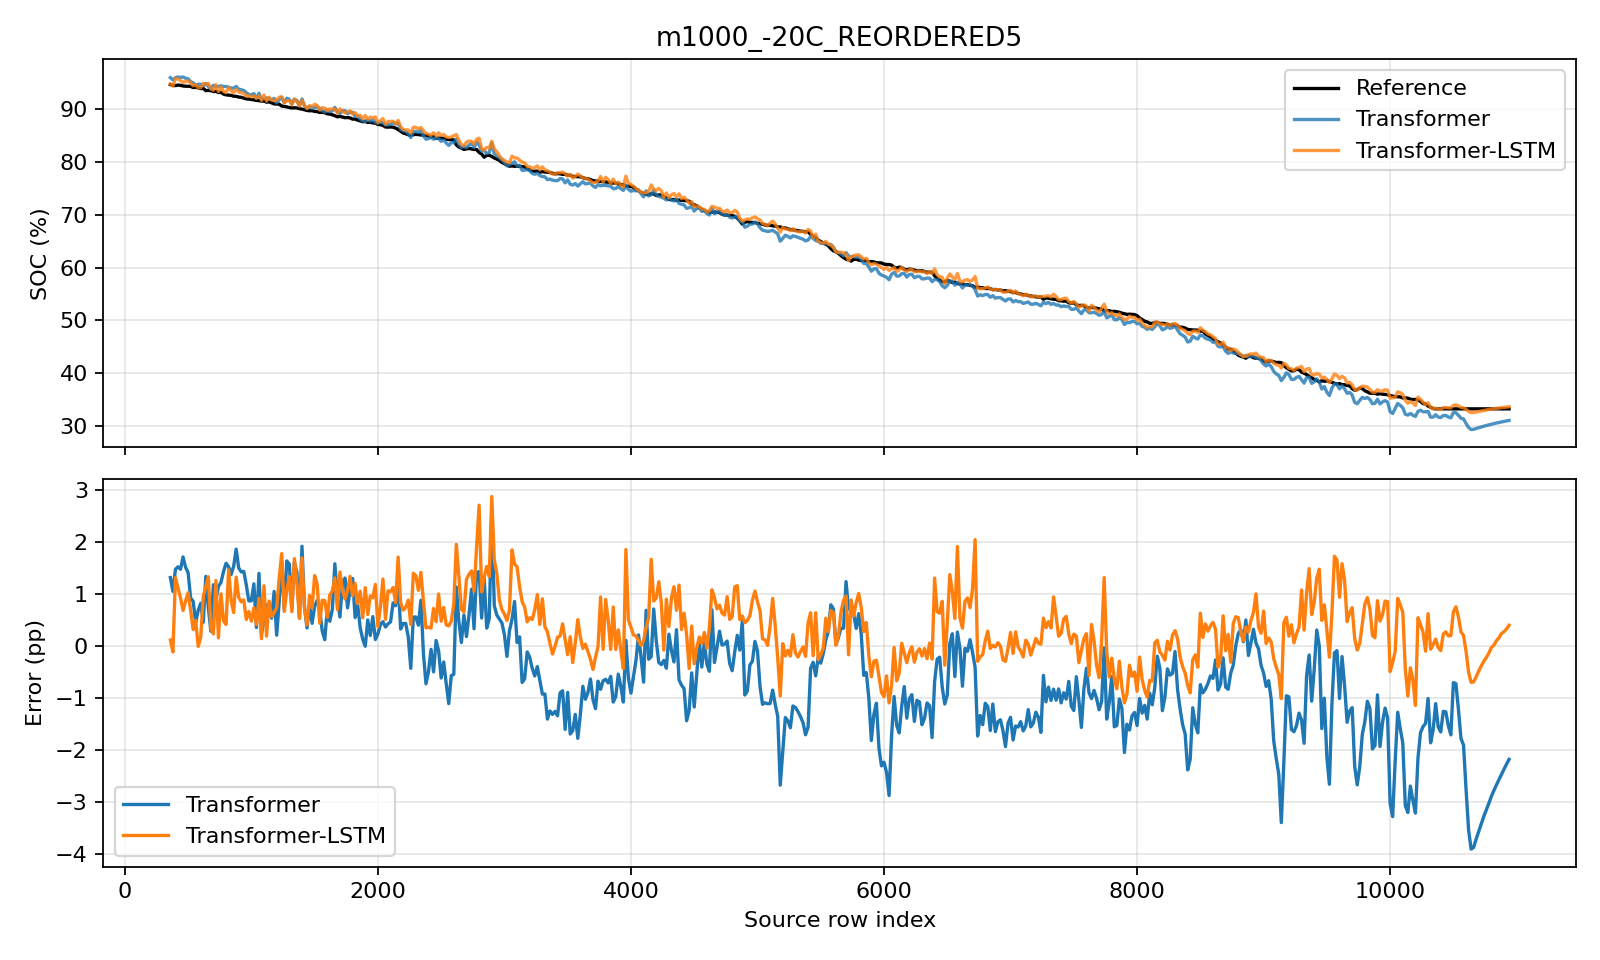 m1000_-20C_REORDERED5
SOC (%)
90
80
70
60
50
40
30
Reference
Transformer
Transformer-LSTM
Error (pp)
3
2
1
0
−1
−2
−3
−4
Transformer
Transformer-LSTM
0
2000
4000
6000
8000
10000
Source row index